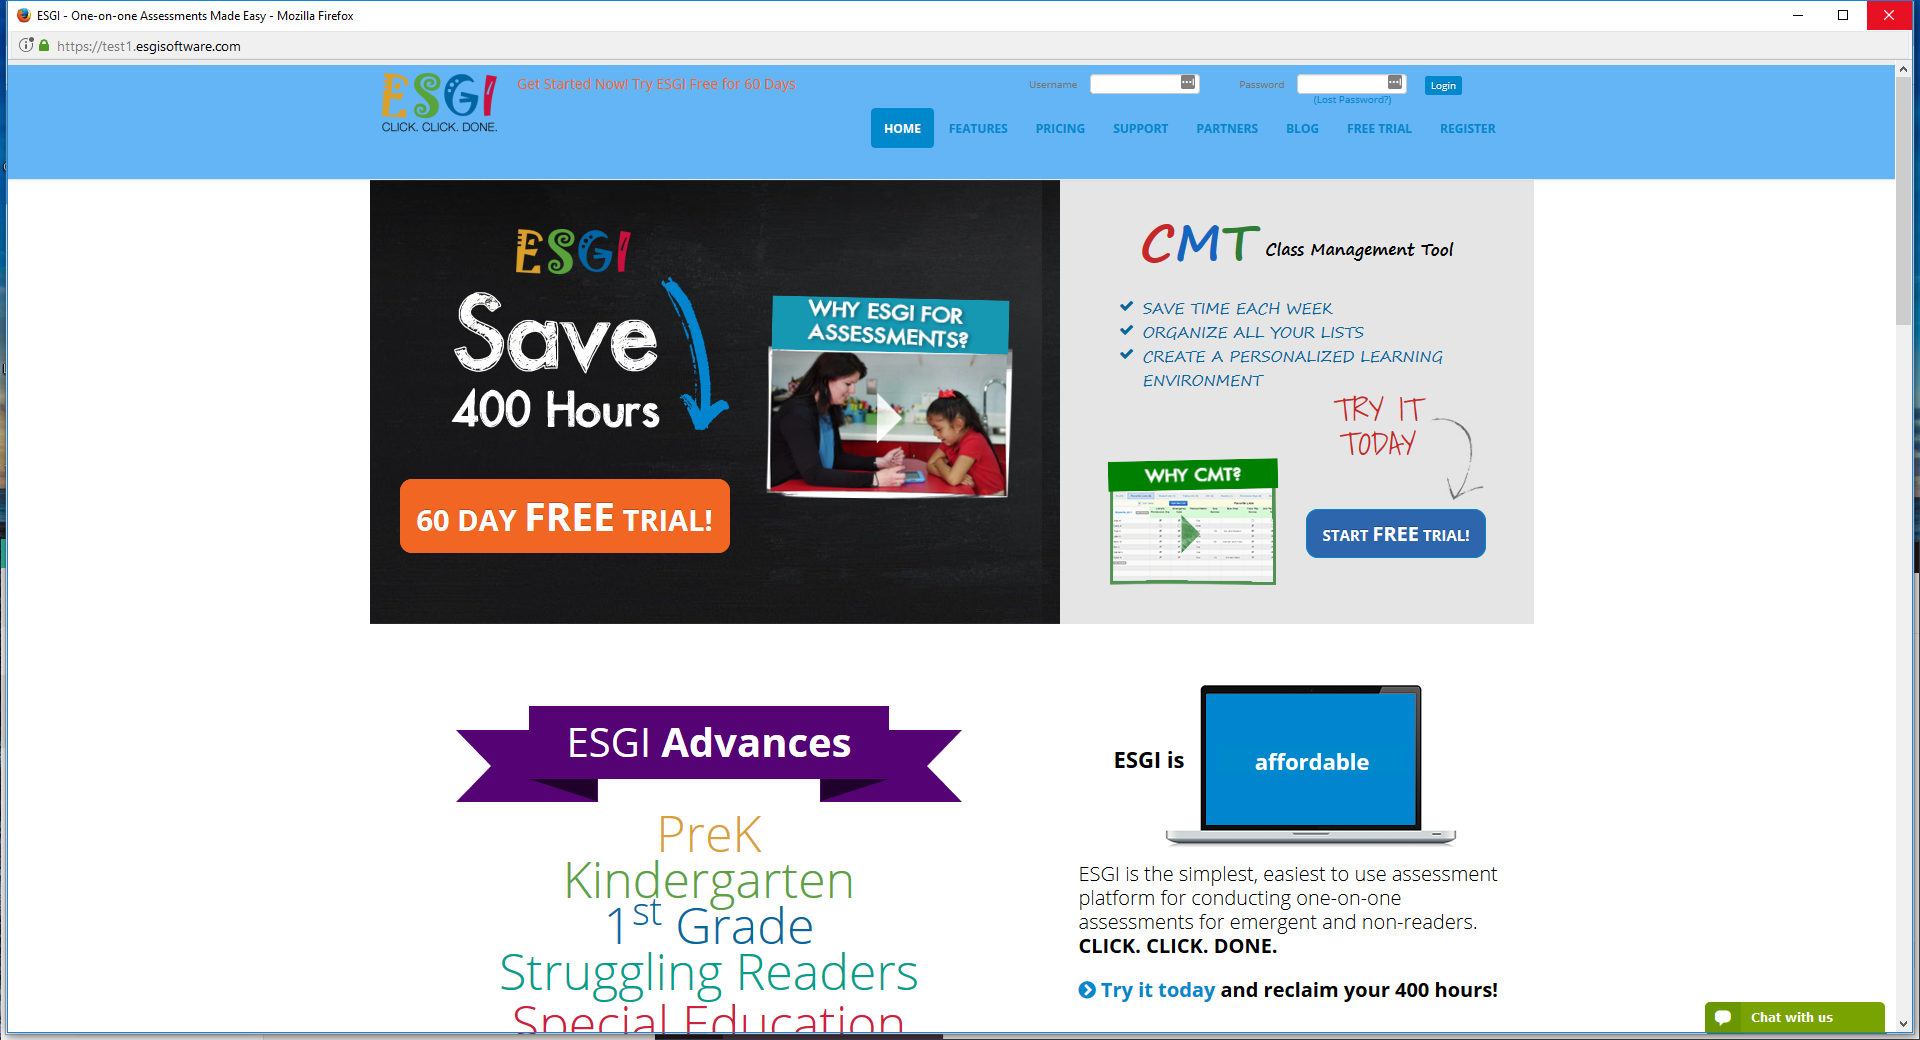 ESGI - One-on-one Assessments Made Easy - Mozilla Firefox
https://test1.esgisoftware.com
ESGI
CLICK. CLICK. DONE.
Get Started Now! Try ESGI Free for 60 Days
Username
Password
Login
(Lost Password?)
HOME
FEATURES
PRICING
SUPPORT
PARTNERS
BLOG
FREE TRIAL
REGISTER
ESGI
Save
400 Hours
WHY ESGI FOR
ASSESSMENTS?
60 DAY FREE TRIAL!
CMT Class Management Tool
SAVE TIME EACH WEEK
ORGANIZE ALL YOUR LISTS
CREATE A PERSONALIZED LEARNING
ENVIRONMENT
TRY IT
TODAY
WHY CMT?
START FREE TRIAL!
ESGI Advances
PreK
Kindergarten
1st Grade
Struggling Readers
Special Education
ESGI is
affordable
ESGI is the simplest, easiest to use assessment
platform for conducting one-on-one
assessments for emergent and non-readers.
CLICK. CLICK. DONE.
Try it today and reclaim your 400 hours!
Chat with us